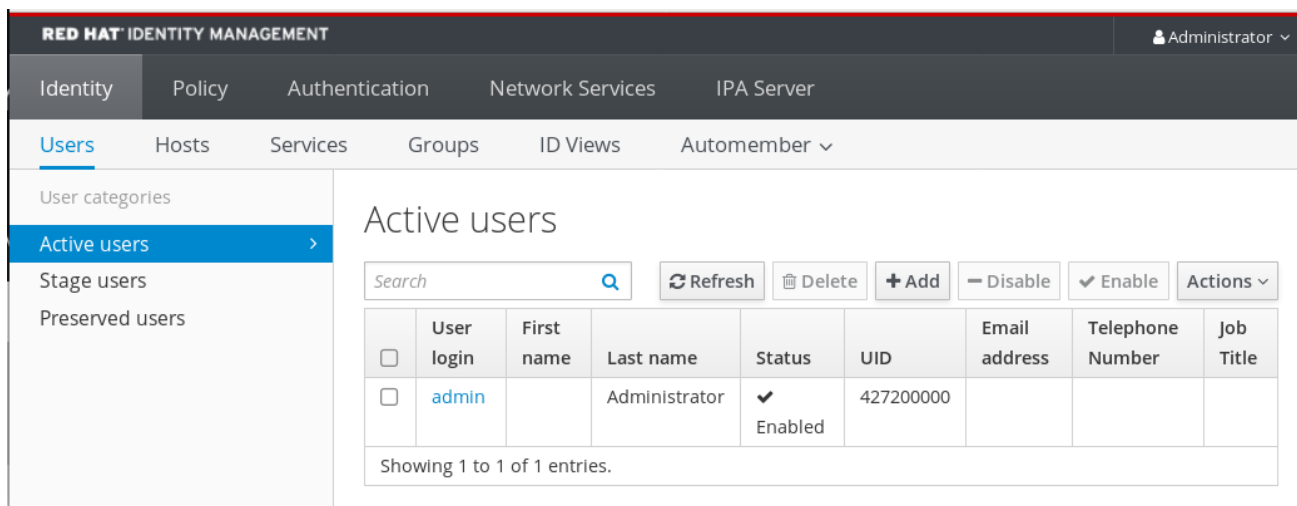 RED HAT® IDENTITY MANAGEMENT Administrator
Identity Policy Authentication Network Services IPA Server
Users Hosts Services Groups ID Views Automember
User categories
Active users
Stage users
Preserved users
Active users
Search Refresh Delete Add Disable Enable Actions
User login First name Last name Status UID Email address Telephone Number Job Title
admin Administrator Enabled 427200000
Showing 1 to 1 of 1 entries.